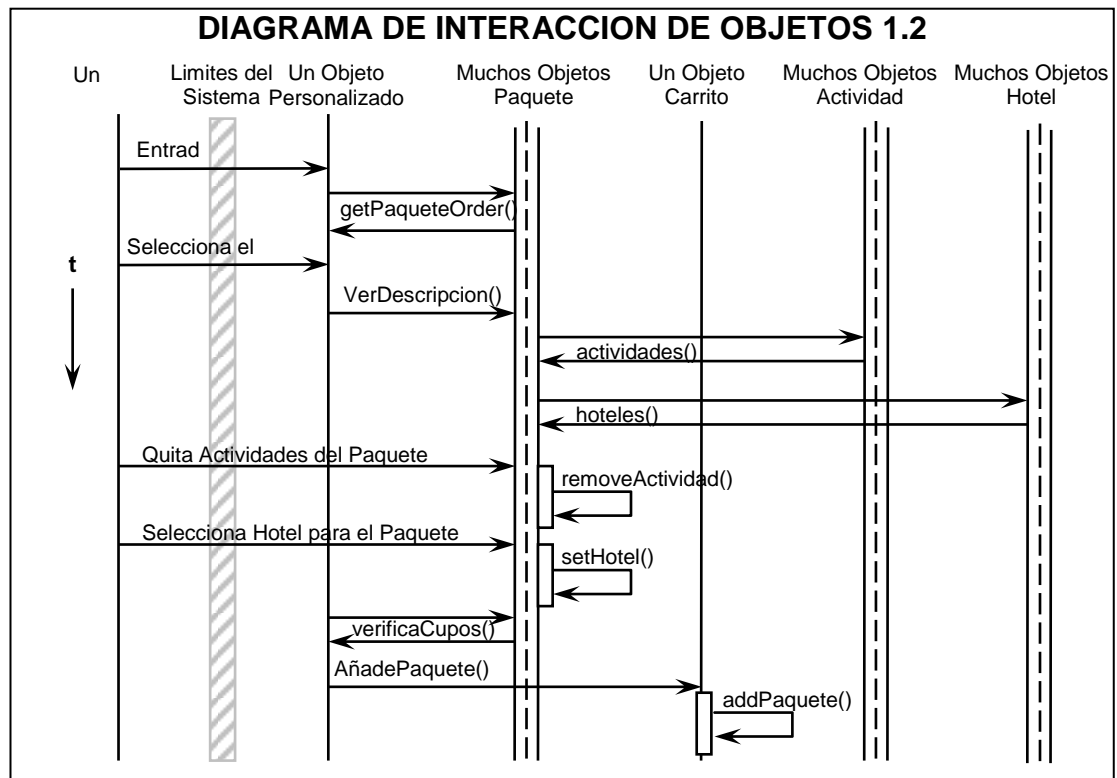 DIAGRAMA DE INTERACCION DE OBJETOS 1.2
Un
Limites del
Sistema
Un Objeto
Personalizado
Muchos Objetos
Paquete
Un Objeto
Carrito
Muchos Objetos
Actividad
Muchos Objetos
Hotel
Entrad
getPaqueteOrder()
Selecciona el
t
VerDescripcion()
actividades()
hoteles()
Quita Actividades del Paquete
removeActividad()
Selecciona Hotel para el Paquete
setHotel()
verificaCupos()
AñadePaquete()
addPaquete()